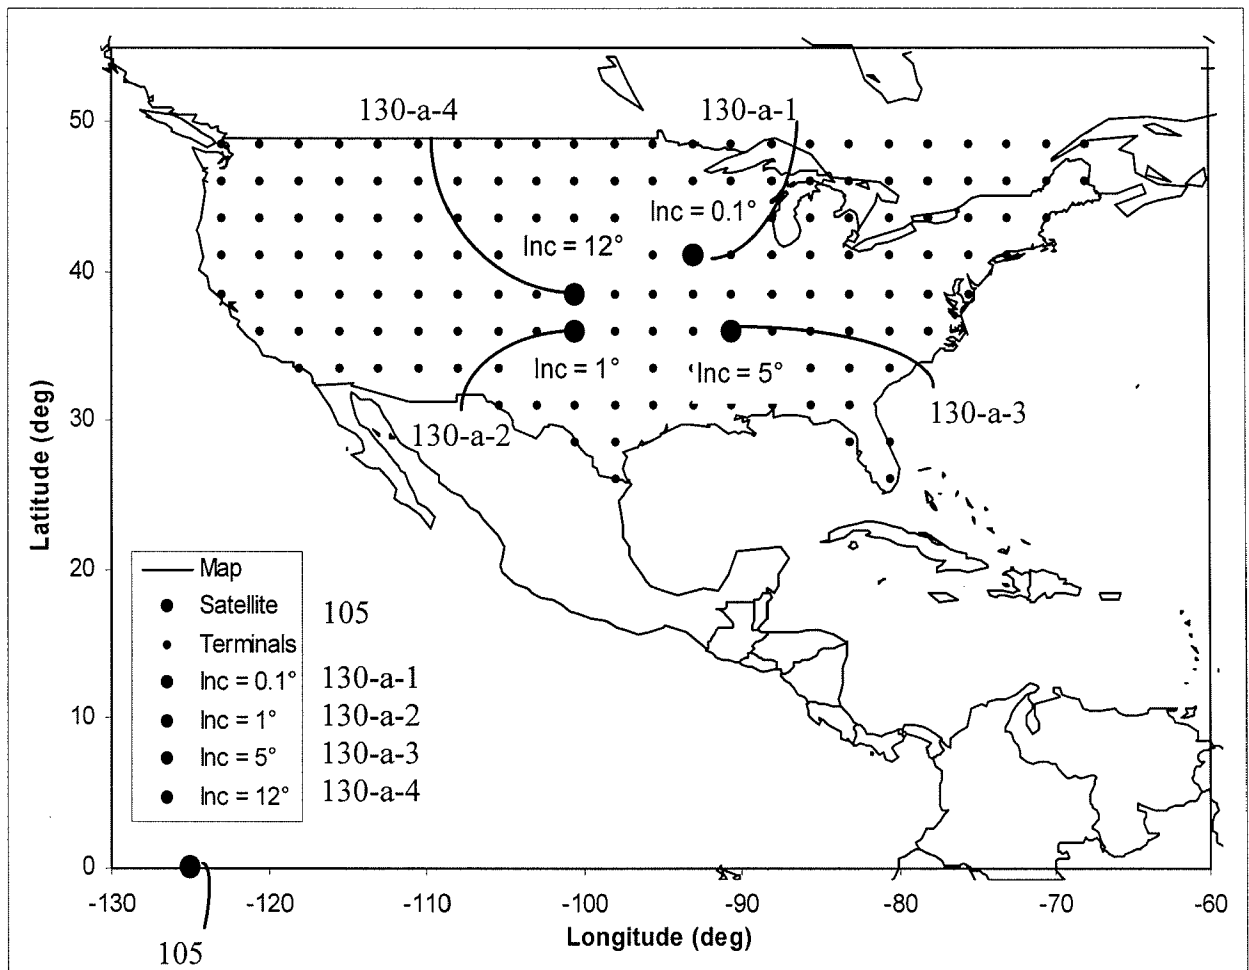 130-a-4
130-a-1
50
Inc = 0.1°
Inc = 12°
40
Inc = 1°
Inc = 5°
30
130-a-2
130-a-3
Latitude (deg)
Map
20
Satellite
105
Terminals
Inc = 0.1°
130-a-1
Inc = 1°
130-a-2
10
Inc = 5°
130-a-3
Inc = 12°
130-a-4
0
-130
-120
-110
-100
-90
-80
-70
-60
105
Longitude (deg)